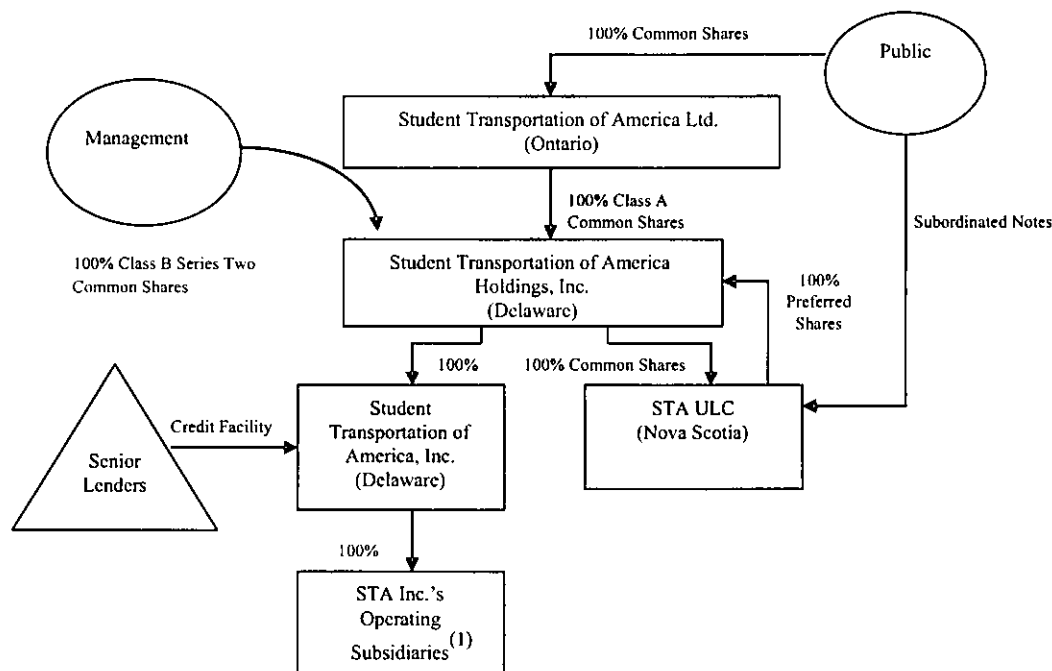 100% Common Shares
Public
Student Transportation of America Ltd.
(Ontario)
Management
100% Class A
Common Shares
Subordinated Notes
100% Class B Series Two
Common Shares
Student Transportation of America
Holdings, Inc.
(Delaware)
100%
Preferred
Shares
100%
100% Common Shares
Student
Transportation of
America, Inc.
(Delaware)
STA ULC
(Nova Scotia)
Credit Facility
Senior
Lenders
100%
STA Inc.'s
Operating
Subsidiaries(1)